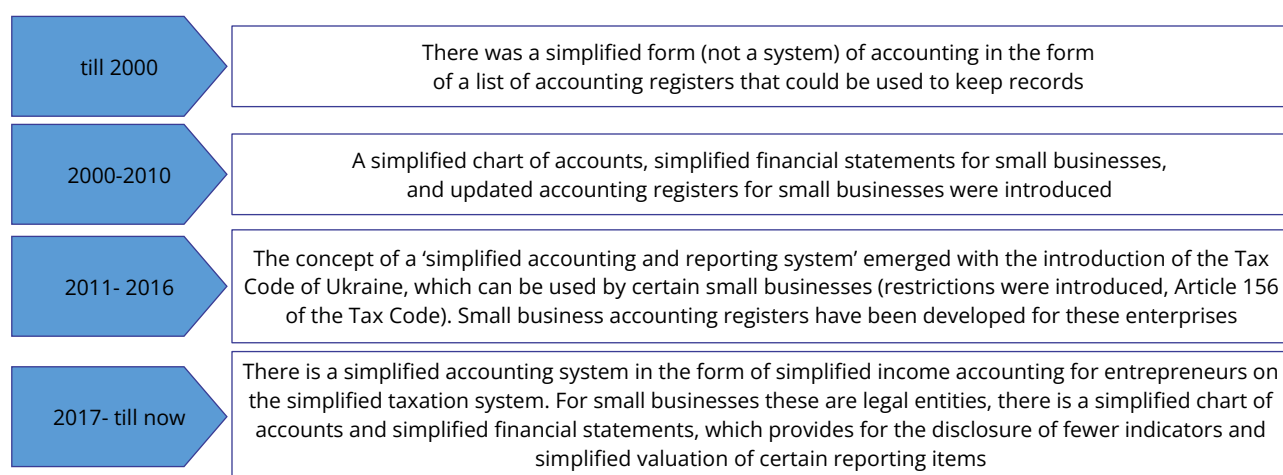 till 2000
There was a simplified form (not a system) of accounting in the form
of a list of accounting registers that could be used to keep records
2000-2010
A simplified chart of accounts, simplified financial statements for small businesses,
and updated accounting registers for small businesses were introduced
2011- 2016
The concept of a ‘simplified accounting and reporting system’ emerged with the introduction of the Tax
Code of Ukraine, which can be used by certain small businesses (restrictions were introduced, Article 156
of the Tax Code). Small business accounting registers have been developed for these enterprises
2017- till now
There is a simplified accounting system in the form of simplified income accounting for entrepreneurs on
the simplified taxation system. For small businesses these are legal entities, there is a simplified chart of
accounts and simplified financial statements, which provides for the disclosure of fewer indicators and
simplified valuation of certain reporting items